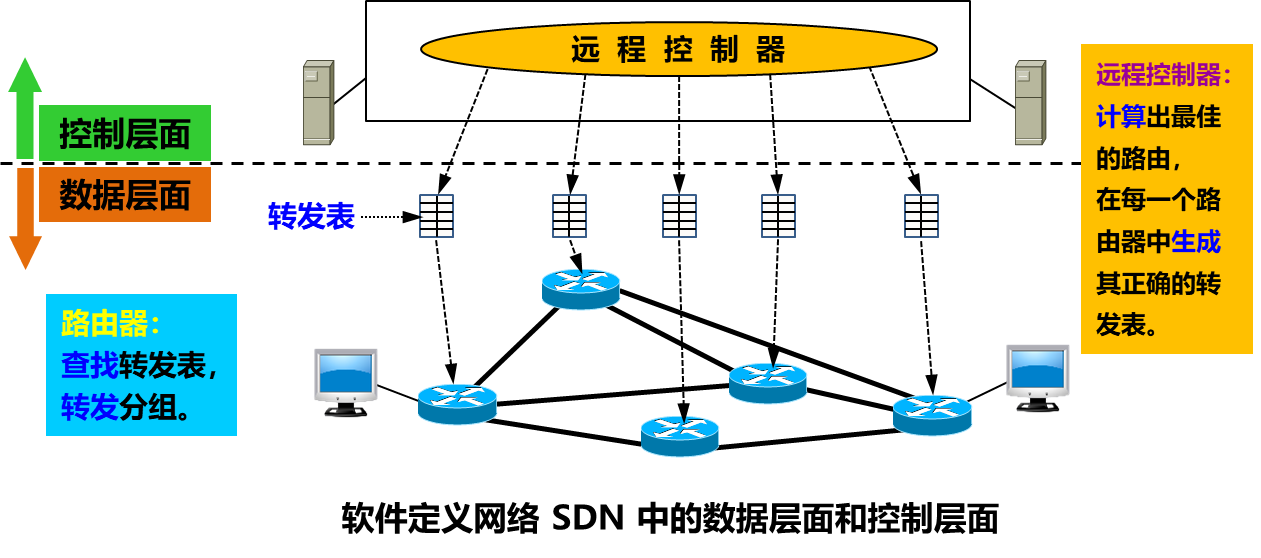 远程控制器
控制层面
数据层面
转发表
路由器：
查找转发表，
转发分组。
远程控制器：
计算出最佳
的路由，
在每一个路
由器中生成
其正确的转
发表。
软件定义网络 SDN 中的数据层面和控制层面